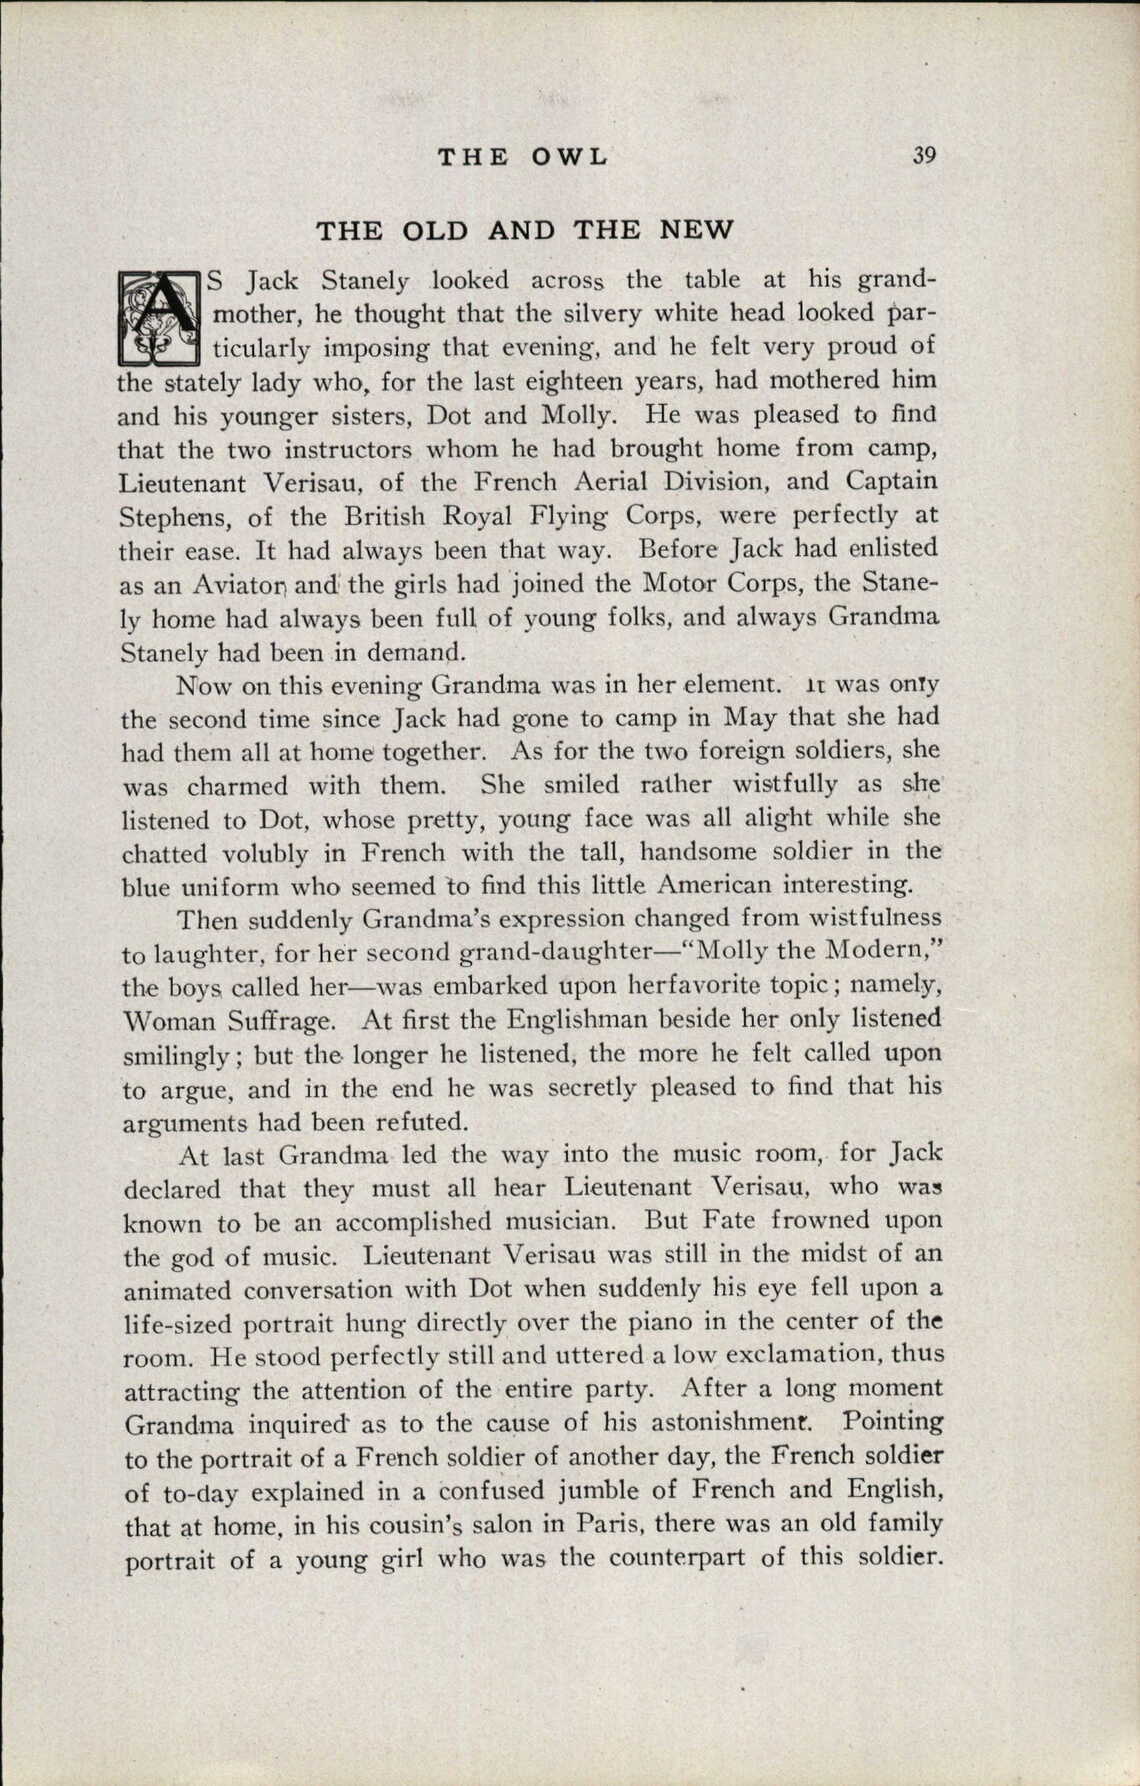 THE OWL 39
THE OLD AND THE NEW
AS Jack Stanely looked across the table at his grand-
mother, he thought that the silvery white head looked par-
ticularly imposing that evening, and he felt very proud of
the stately lady who, for the last eighteen years, had mothered him
and his younger sisters, Dot and Molly. He was pleased to find
that the two instructors whom he had brought home from camp,
Lieutenant Verisau, of the French Aerial Division, and Captain
Stephens, of the British Royal Flying Corps, were perfectly at
their ease. It had always been that way. Before Jack had enlisted
as an Aviator, and the girls had joined the Motor Corps, the Stane-
ly home had always been full of young folks, and always Grandma
Stanely had been in demand.
Now on this evening Grandma was in her element. It was only
the second time since Jack had gone to camp in May that she had
had them all at home together. As for the two foreign soldiers, she
was charmed with them. She smiled rather wistfully as she
listened to Dot, whose pretty, young face was all alight while she
chatted volubly in French with the tall, handsome soldier in the
blue uniform who seemed to find this little American interesting.
Then suddenly Grandma's expression changed from wistfulness
to laughter, for her second grand-daughter—"Molly the Modern,"
the boys called her—was embarked upon herfavorite topic; namely,
Woman Suffrage. At first the Englishman beside her only listened
smilingly; but the longer he listened, the more he felt called upon
to argue, and in the end he was secretly pleased to find that his
arguments had been refuted.
At last Grandma led the way into the music room, for Jack
declared that they must all hear Lieutenant Verisau, who was
known to be an accomplished musician. But Fate frowned upon
the god of music. Lieutenant Verisau was still in the midst of an
animated conversation with Dot when suddenly his eye fell upon a
life-sized portrait hung directly over the piano in the center of the
room. He stood perfectly still and uttered a low exclamation, thus
attracting the attention of the entire party. After a long moment
Grandma inquired as to the cause of his astonishment. Pointing
to the portrait of a French soldier of another day, the French soldier
of to-day explained in a confused jumble of French and English,
that at home, in his cousin's salon in Paris, there was an old family
portrait of a young girl who was the counterpart of this soldier.